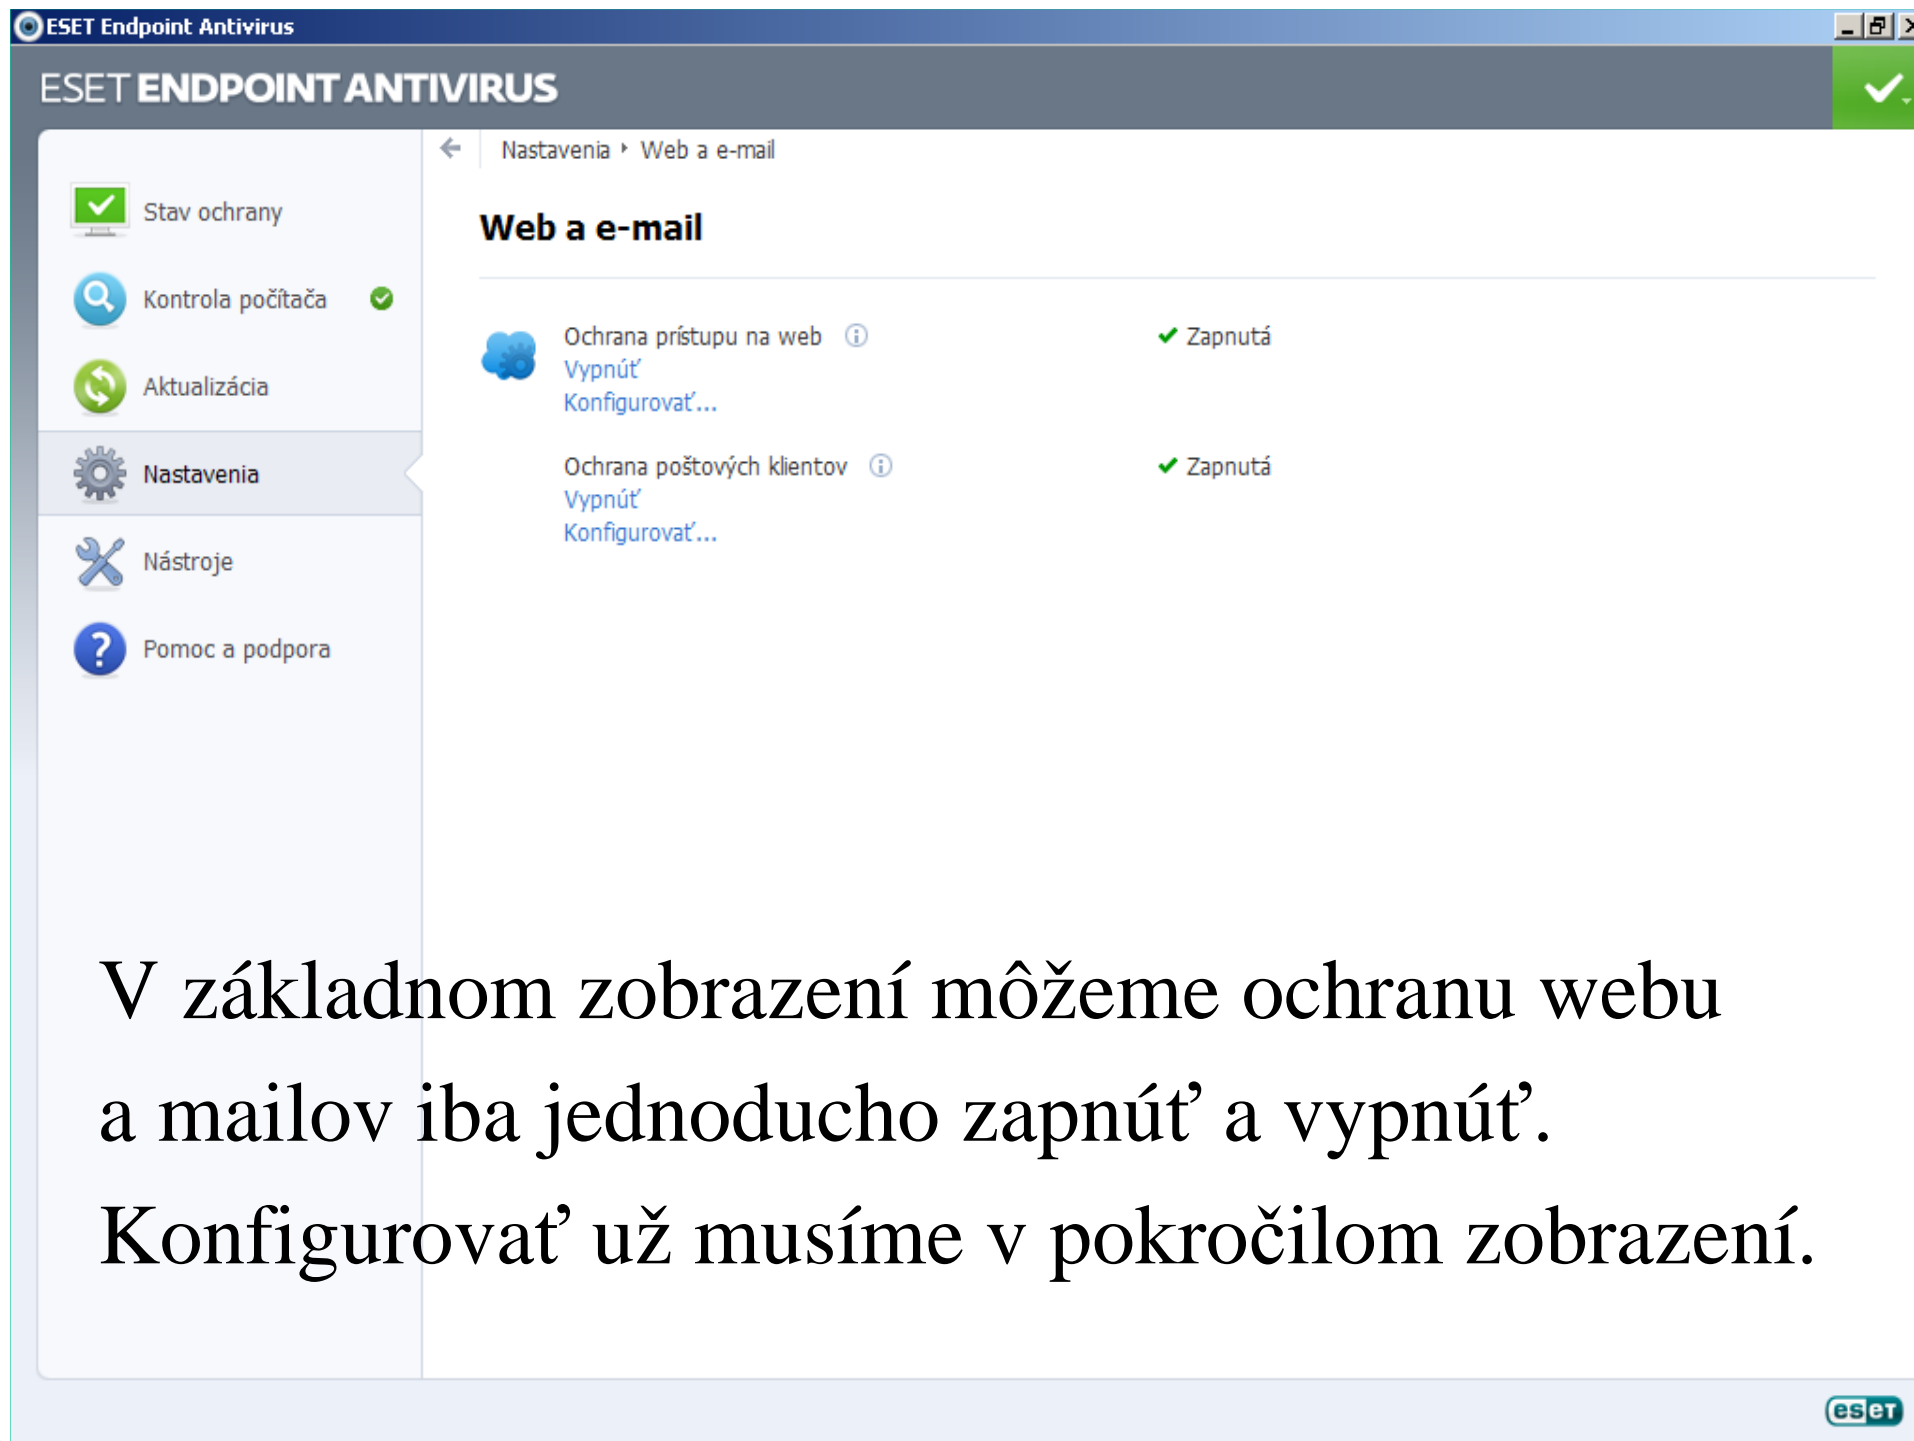 ESET Endpoint Antivirus
ESET ENDPOINT ANTIVIRUS
Nastavenia Web a e-mail
Stav ochrany
Kontrola počítača
Aktualizácia
Nastavenia
Nástroje
Pomoc a podpora
Web a e-mail
Ochrana prístupu na web
Zapnutá
Vypnúť
Konfigurovať...
Ochrana poštových klientov
Zapnutá
Vypnúť
Konfigurovať...
V základnom zobrazení môžeme ochranu webu
a mailov iba jednoducho zapnúť a vypnúť.
Konfigurovať už musíme v pokročilom zobrazení.
eset